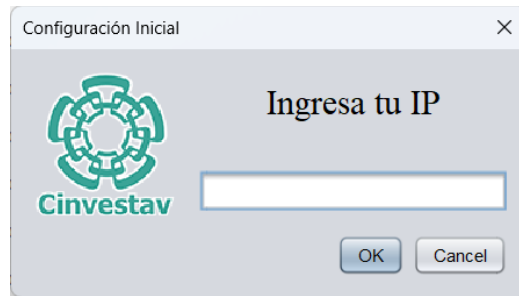 Configuración Inicial
Ingresa tu IP
Cinvestav
OK
Cancel